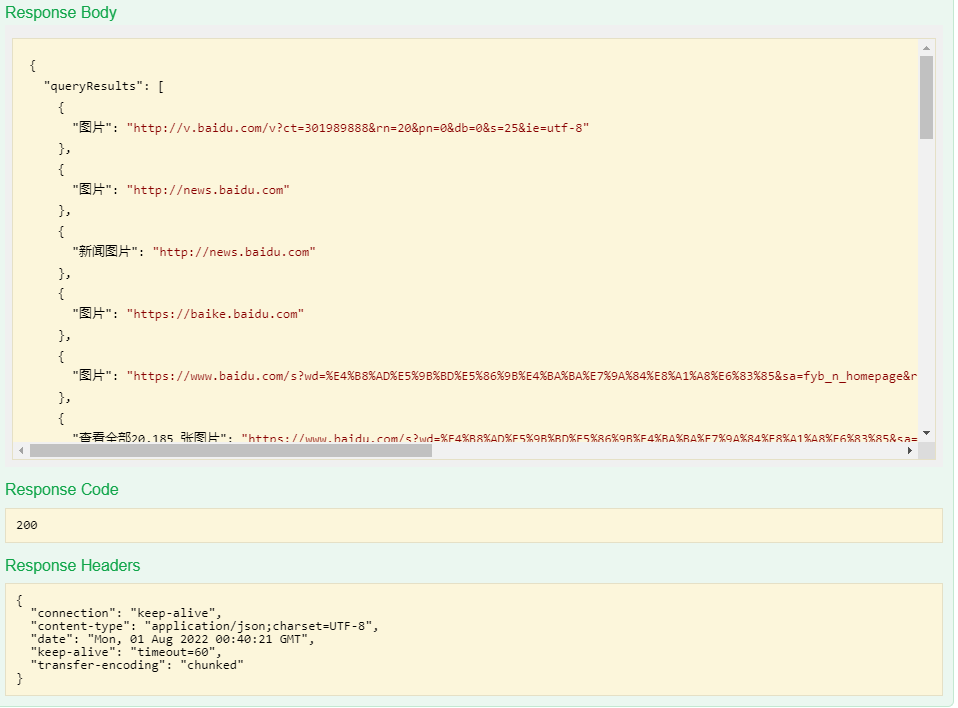 Response Body
{
"queryResults": [
{
"图片": "http://v.baidu.com/v?ct=301989888&rn=20&pn=0&db=0&s=25&ie=utf-8"
},
{
"图片": "http://news.baidu.com"
},
{
"新闻图片": "http://news.baidu.com"
},
{
"图片": "https://baike.baidu.com"
},
{
"图片": "https://www.baidu.com/s?wd=%E4%B8%AD%E5%9B%BD%E5%86%9B%E4%BA%BA%E7%9A%84%E8%A1%A8%E6%83%85&sa=fyb_n_homepage&r
},
{
"查看全部20,185 张图片": "https://www.baidu.com/s?wd=%E4%B8%AD%E5%9B%BD%E5%86%9B%E4%BA%BA%E7%9A%84%E8%A1%A8%E6%83%85&sa=
Response Code
200
Response Headers
{
"connection": "keep-alive",
"content-type": "application/json;charset=UTF-8",
"date": "Mon, 01 Aug 2022 00:40:21 GMT",
"keep-alive": "timeout=60",
"transfer-encoding": "chunked"
}